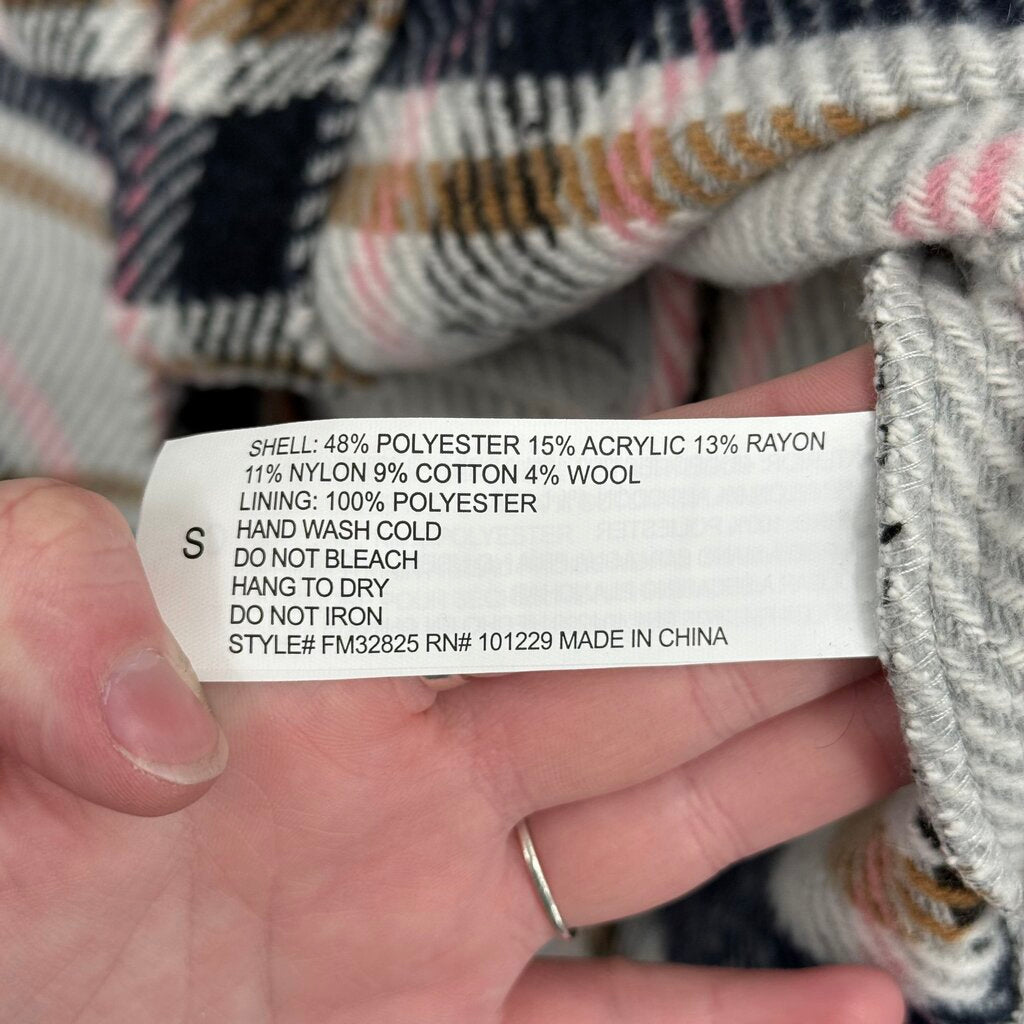 SHELL: 48% POLYESTER 15% ACRYLIC 13% RAYON
11% NYLON 9% COTTON 4% WOOL
LINING: 100% POLYESTER
HAND WASH COLD
S
DO NOT BLEACH
HANG TO DRY
DO NOT IRON
STYLE# FM32825 RN# 101229 MADE IN CHINA